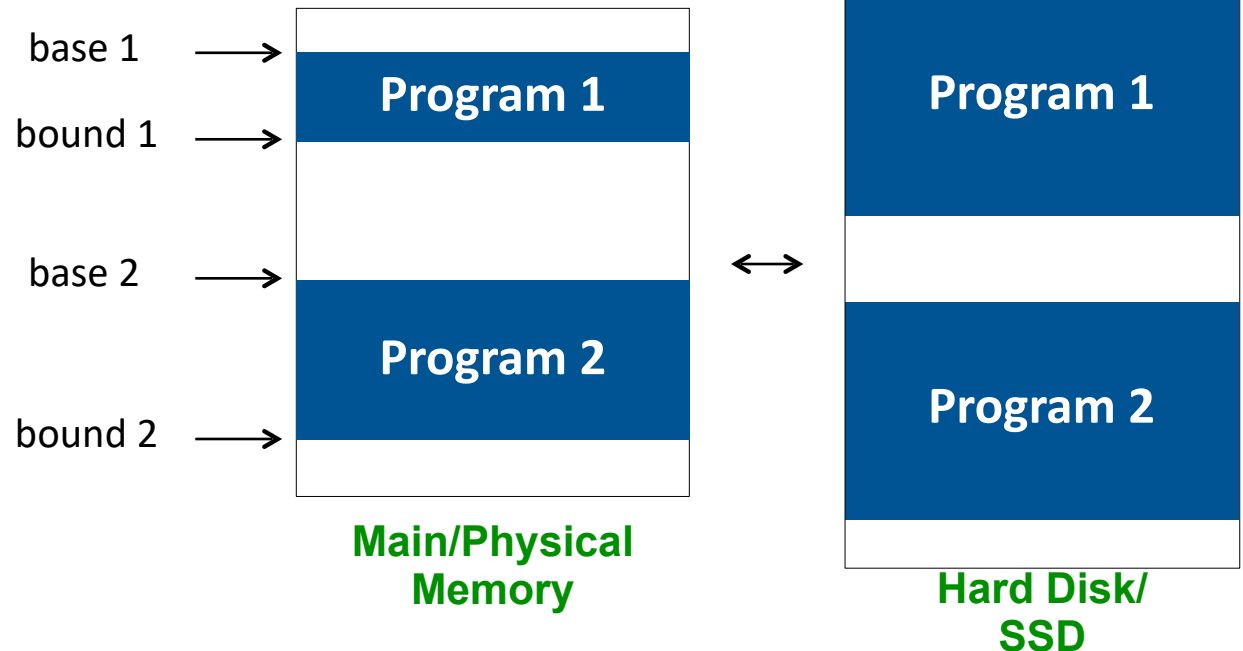 base 1
bound 1
base 2
bound 2
Program 1
Program 2
Main/Physical
Memory
Program 1
Program 2
Hard Disk/
SSD